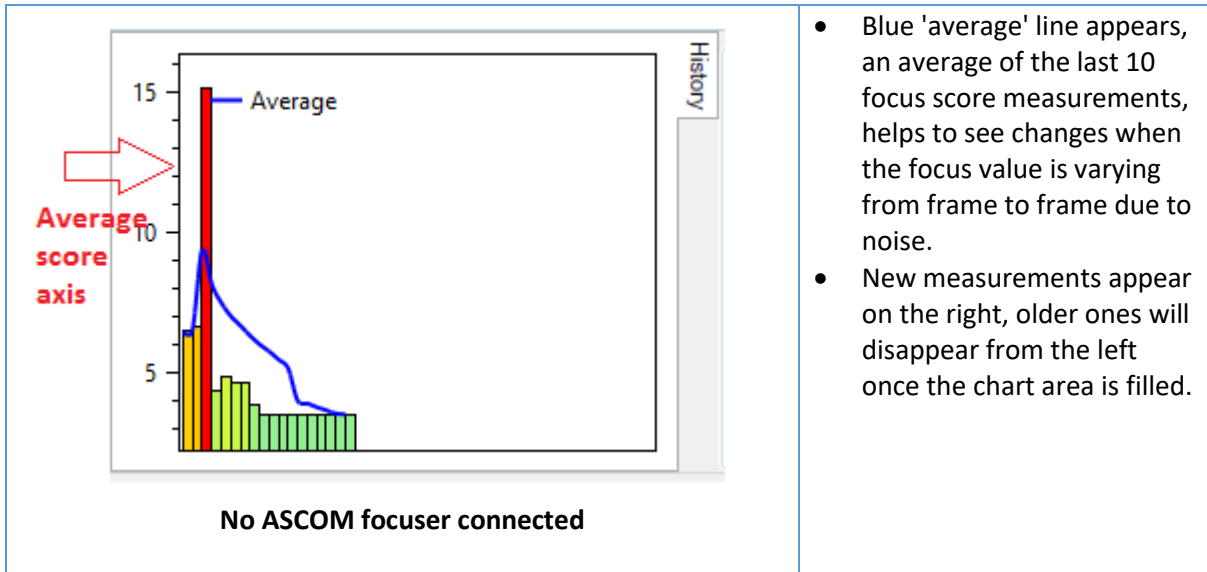 History
15
Average
Average
score
axis
10
5
No ASCOM focuser connected
• Blue 'average' line appears,
an average of the last 10
focus score measurements,
helps to see changes when
the focus value is varying
from frame to frame due to
noise.
• New measurements appear
on the right, older ones will
disappear from the left
once the chart area is filled.